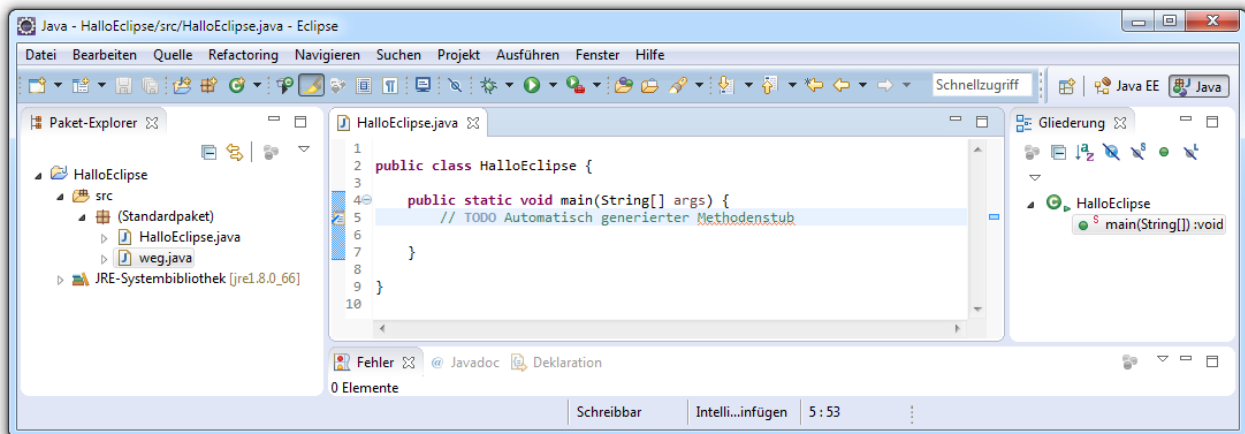 Java - HalloEclipse/src/HalloEclipse.java - Eclipse
Datei Bearbeiten Quelle Refactoring Navigieren Suchen Projekt Ausführen Fenster Hilfe
Schnellzugriff Java EE Java
Paket-Explorer
HalloEclipse
src
(Standardpaket)
HalloEclipse.java
weg.java
JRE-Systembibliothek [jre1.8.0_66]
HalloEclipse.java
1
2 public class HalloEclipse {
3
4 public static void main(String[] args) {
5 // TODO Automatisch generierter Methodenstub
6
7 }
8
9 }
10
Gliederung
HalloEclipse
main(String[]) :void
Fehler @ Javadoc Deklaration
0 Elemente
Schreibbar Intelli...infügen 5 : 53